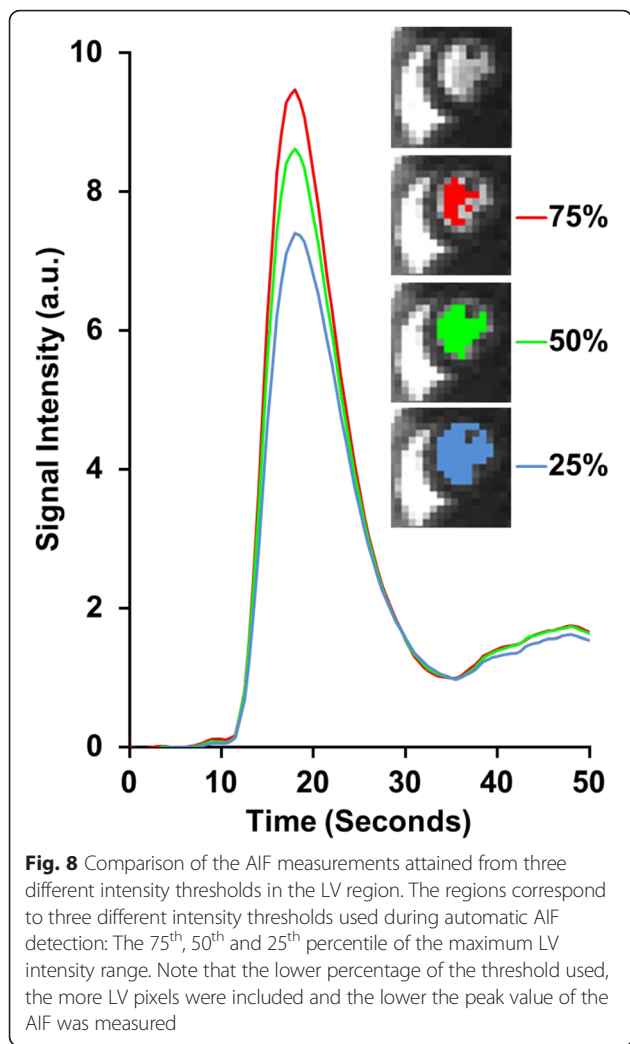 10
8
6
4
2
0
Signal Intensity (a.u.)
75%
50%
25%
0 10 20 30 40 50
Time (Seconds)
Fig. 8 Comparison of the AIF measurements attained from three
different intensity thresholds in the LV region. The regions correspond
to three different intensity thresholds used during automatic AIF
detection: The 75th, 50th and 25th percentile of the maximum LV
intensity range. Note that the lower percentage of the threshold used,
the more LV pixels were included and the lower the peak value of the
AIF was measured